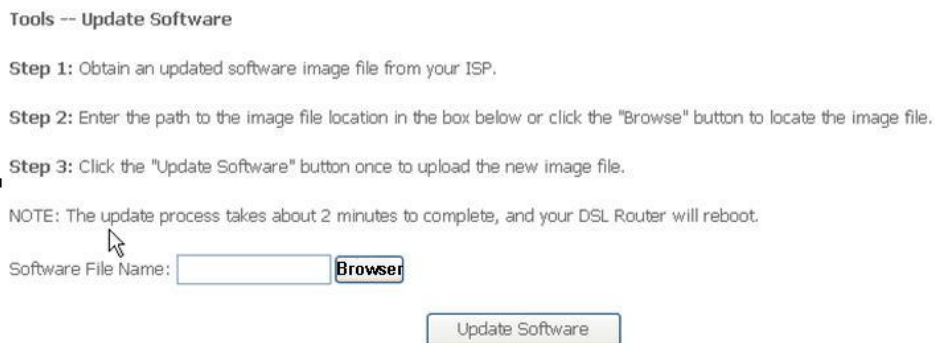 Tools -- Update Software
Step 1: Obtain an updated software image file from your ISP.
Step 2: Enter the path to the image file location in the box below or click the "Browse" button to locate the image file.
Step 3: Click the "Update Software" button once to upload the new image file.
NOTE: The update process takes about 2 minutes to complete, and your DSL Router will reboot.
Software File Name: Browser
Update Software